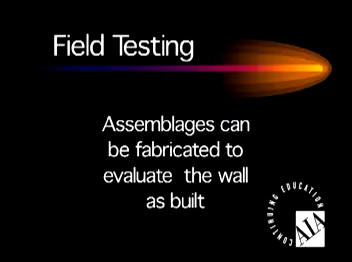 Field Testing
Assemblages can
be fabricated to
evaluate the wall
as built
CONTINUING EDUCATION
AIA